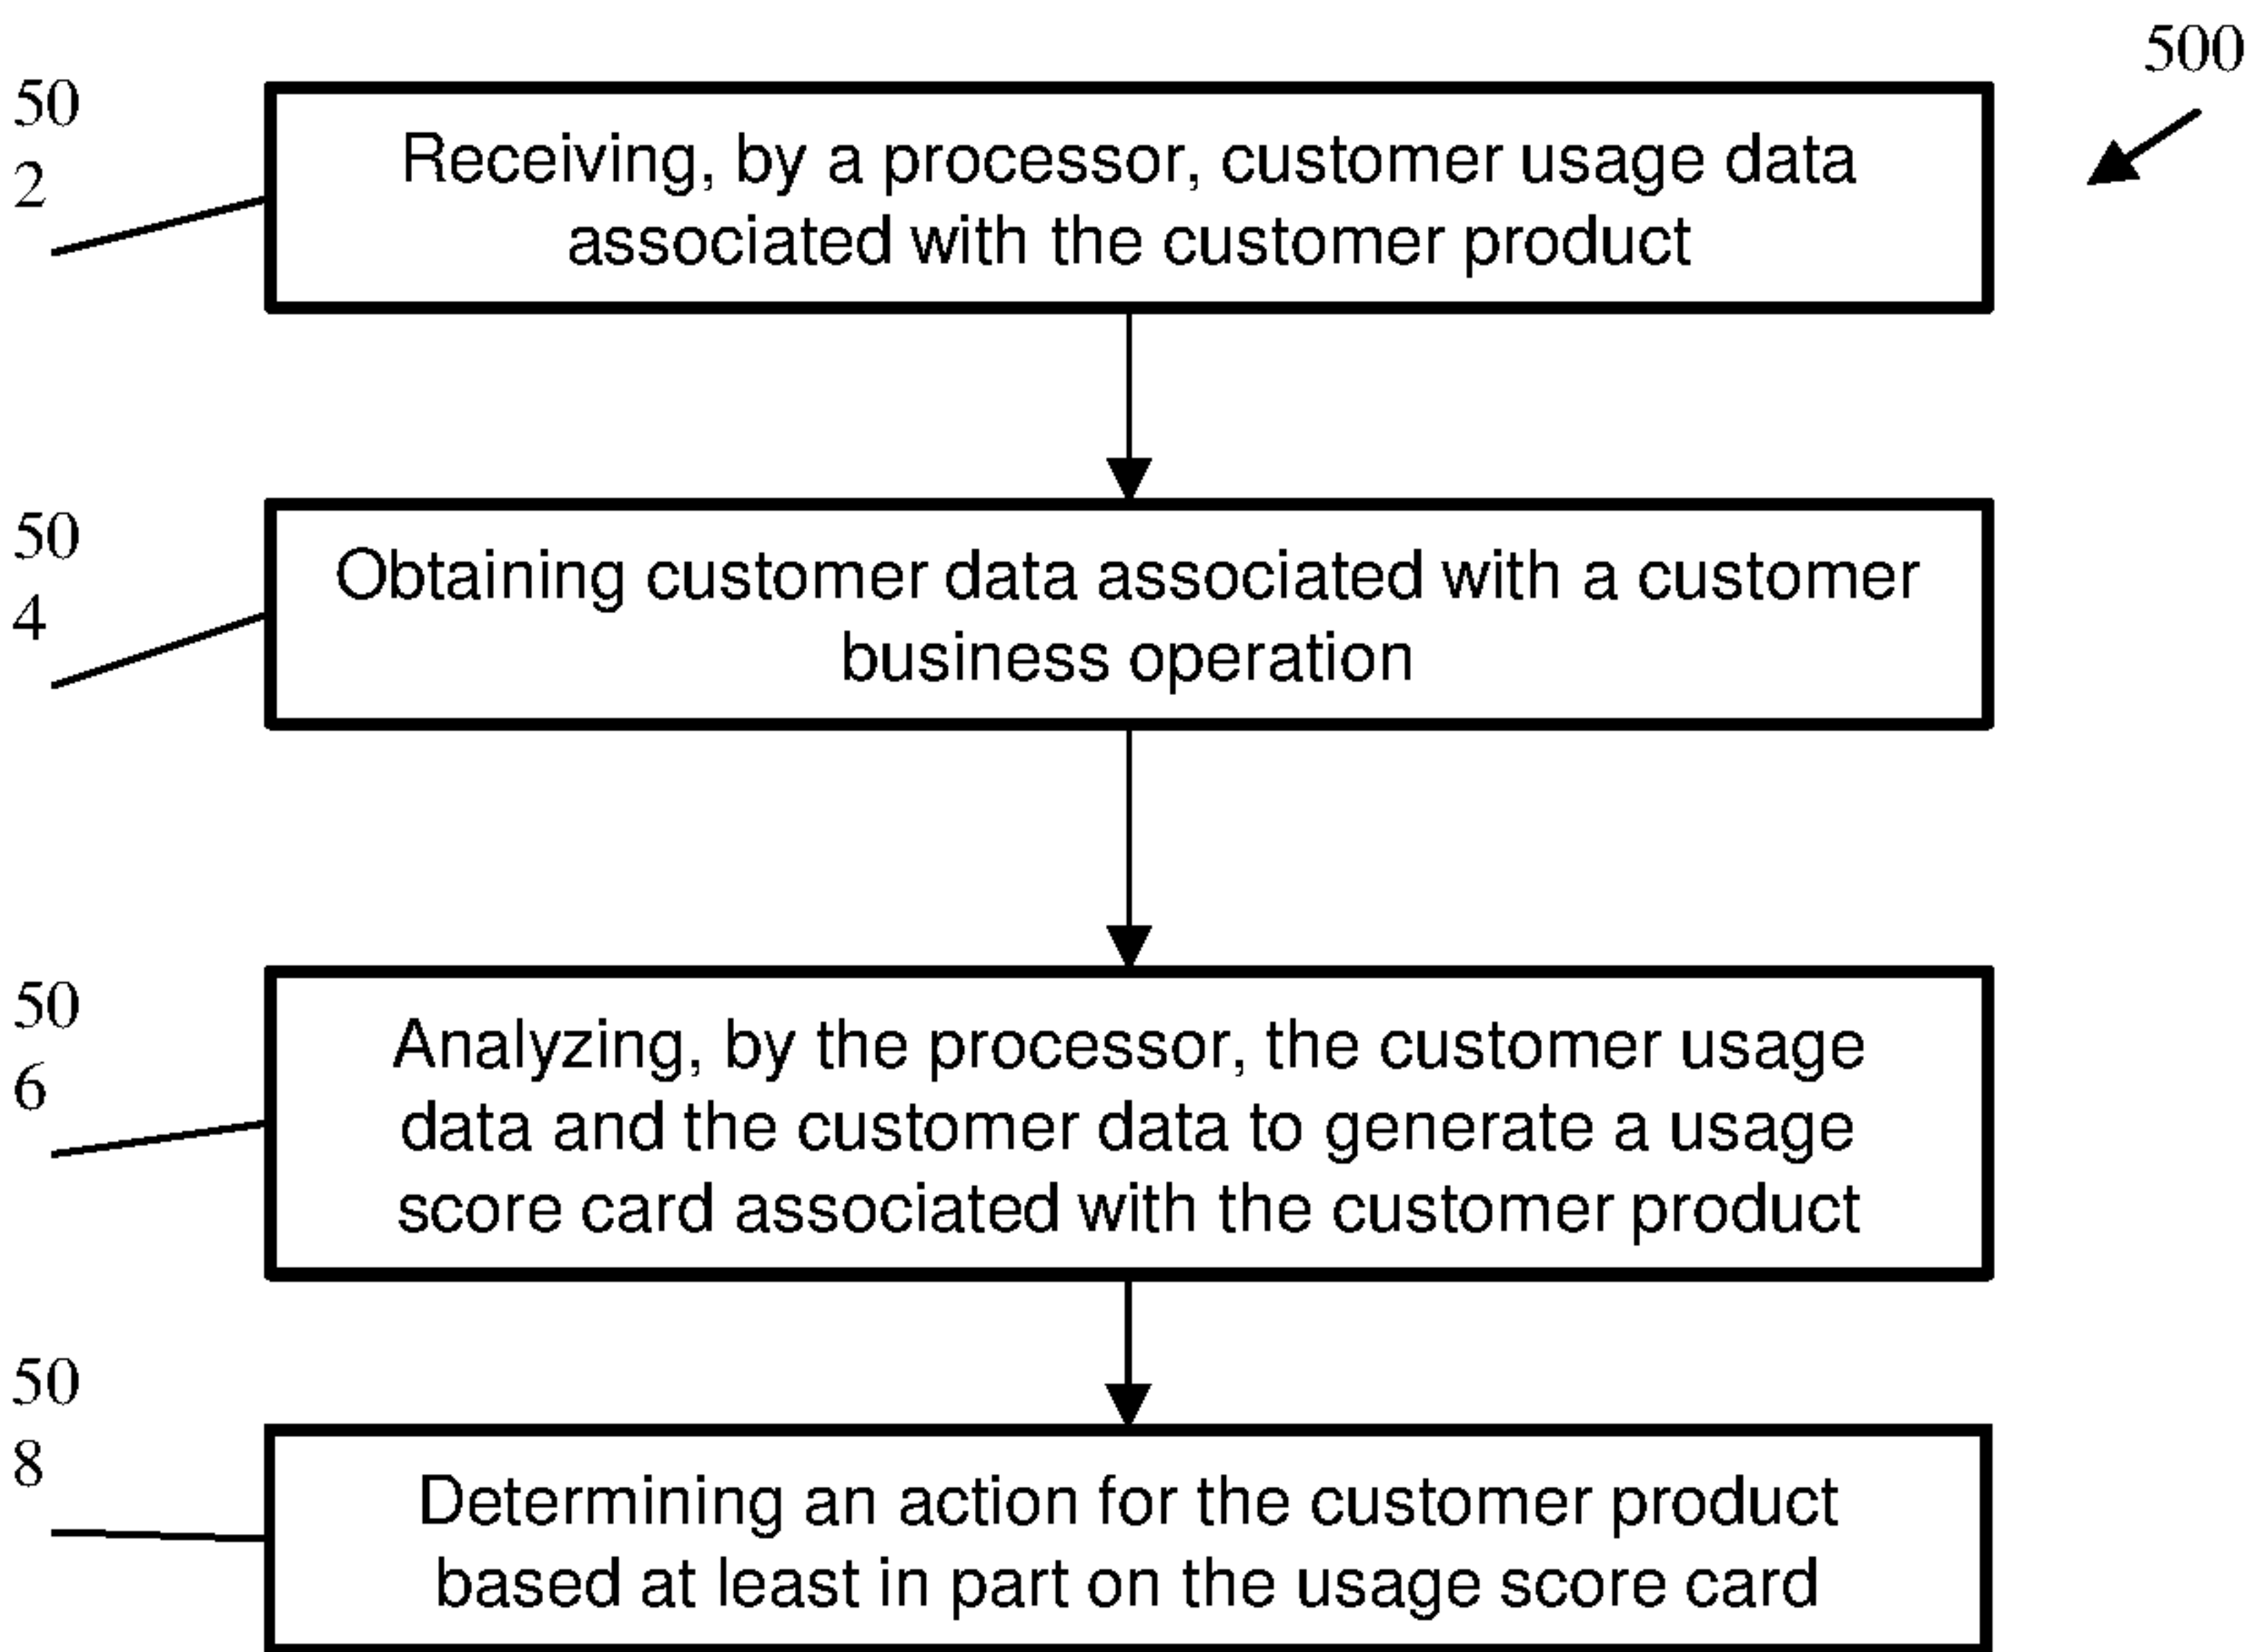 500
50
2
Receiving, by a processor, customer usage data
associated with the customer product
50
4
Obtaining customer data associated with a customer
business operation
50
6
Analyzing, by the processor, the customer usage
data and the customer data to generate a usage
score card associated with the customer product
50
8
Determining an action for the customer product
based at least in part on the usage score card